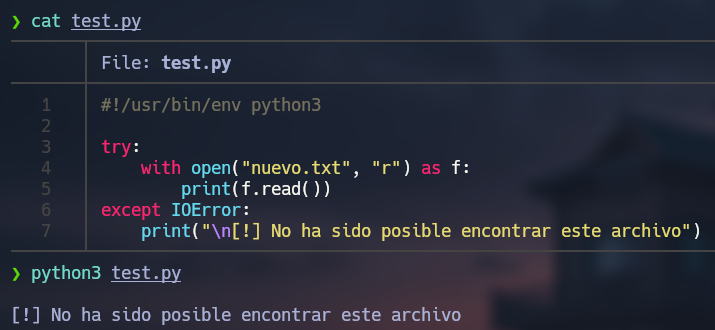 ❯ cat test.py
File: test.py
1 #!/usr/bin/env python3
2
3 try:
4     with open("nuevo.txt", "r") as f:
5         print(f.read())
6 except IOError:
7     print("\n[!] No ha sido posible encontrar este archivo")
❯ python3 test.py
[!] No ha sido posible encontrar este archivo